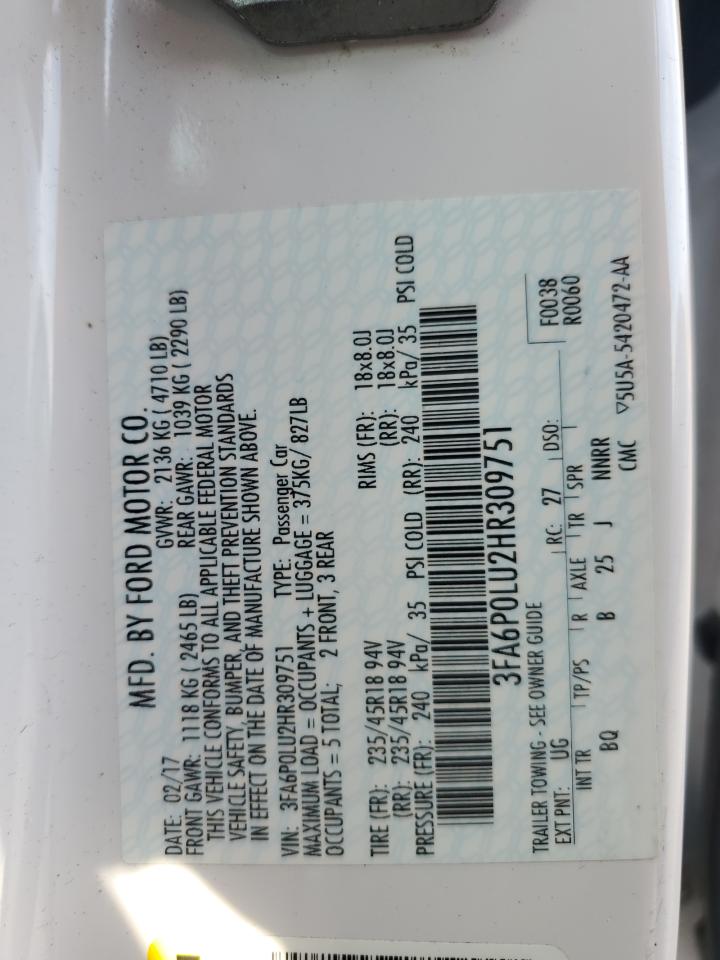 MFD. BY FORD MOTOR CO.
DATE: 02/17 GVWR: 2136 KG ( 4710 LB)
FRONT GAWR: 1118 KG ( 2465 LB) REAR GAWR: 1039 KG ( 2290 LB)
THIS VEHICLE CONFORMS TO ALL APPLICABLE FEDERAL MOTOR
VEHICLE SAFETY, BUMPER, AND THEFT PREVENTION STANDARDS
IN EFFECT ON THE DATE OF MANUFACTURE SHOWN ABOVE.
VIN: 3FA6P0LU2HR309751 TYPE: Passenger Car
MAXIMUM LOAD = OCCUPANTS + LUGGAGE = 375KG/ 827LB
OCCUPANTS = 5 TOTAL; 2 FRONT, 3 REAR
TIRE (FR): 235/45R18 94V RIMS (FR): 18x8.0J
(RR): 235/45R18 94V (RR): 18x8.0J
PRESSURE (FR): 240 kPa/ 35 PSI COLD (RR): 240 kPa/ 35 PSI COLD
3FA6P0LU2HR309751
TRAILER TOWING - SEE OWNER GUIDE F0038
EXT PNT: UG RC: 27 DSO: R0060
INT TR TP/PS R AXLE TR SPR
BQ B 25 J NNRR
CMC ▽5U5A-5420472-AA